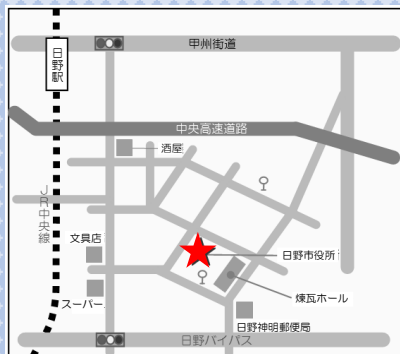 甲州街道
日野駅
中央高速道路
酒屋
JR中央線
文具店
日野市役所
スーパー
煉瓦ホール
日野神明郵便局
日野バイパス